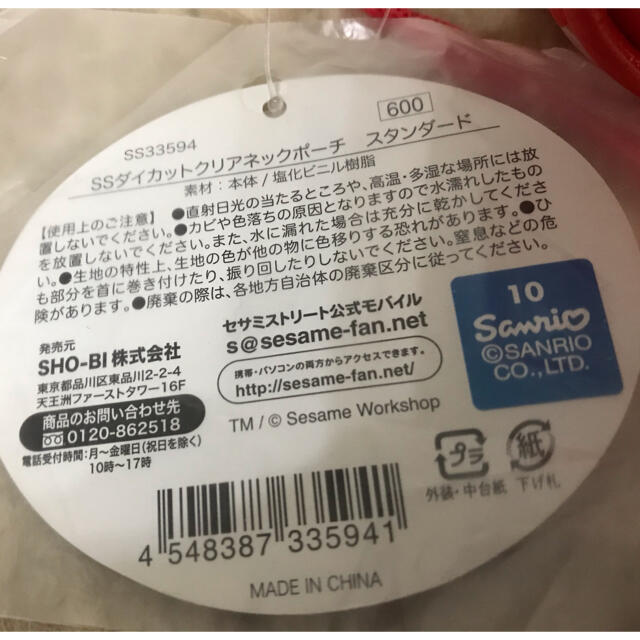 SS33594
600
SSダイカットクリアネックポーチ スタンダード
素材:本体/塩化ビニル樹脂
【使用上のご注意】●直射日光の当たるところや、高温・多湿な場所には放
置しないでください。●カビや色落ちの原因となりますので水濡れしたもの
を放置しないでください。また、水に濡れた場合は充分に乾かしてくださ
い。●生地の特性上、生地の色が他の物に色移りする恐れがあります。●ひ
も部分を首に巻き付けたり、振り回したりしないでください。窒息などの危
険があります。●廃棄の際は、各地方自治体の廃棄区分に従ってください。
発売元
SHO-BI株式会社
東京都品川区東品川2-2-4
天王洲ファーストタワー16F
商品のお問い合わせ先
0120-862518
電話受付時間:月~金曜日(祝日を除く)
10時~17時
セサミストリート公式モバイル
s@sesame-fan.net
携帯・パソコンの両方からアクセスできます。
http://sesame-fan.net/
TM / © Sesame Workshop
10
Sanrio
©SANRIO
CO.,LTD.
プラ
紙
外装・中台紙 下げ札
4 548387 335941
MADE IN CHINA